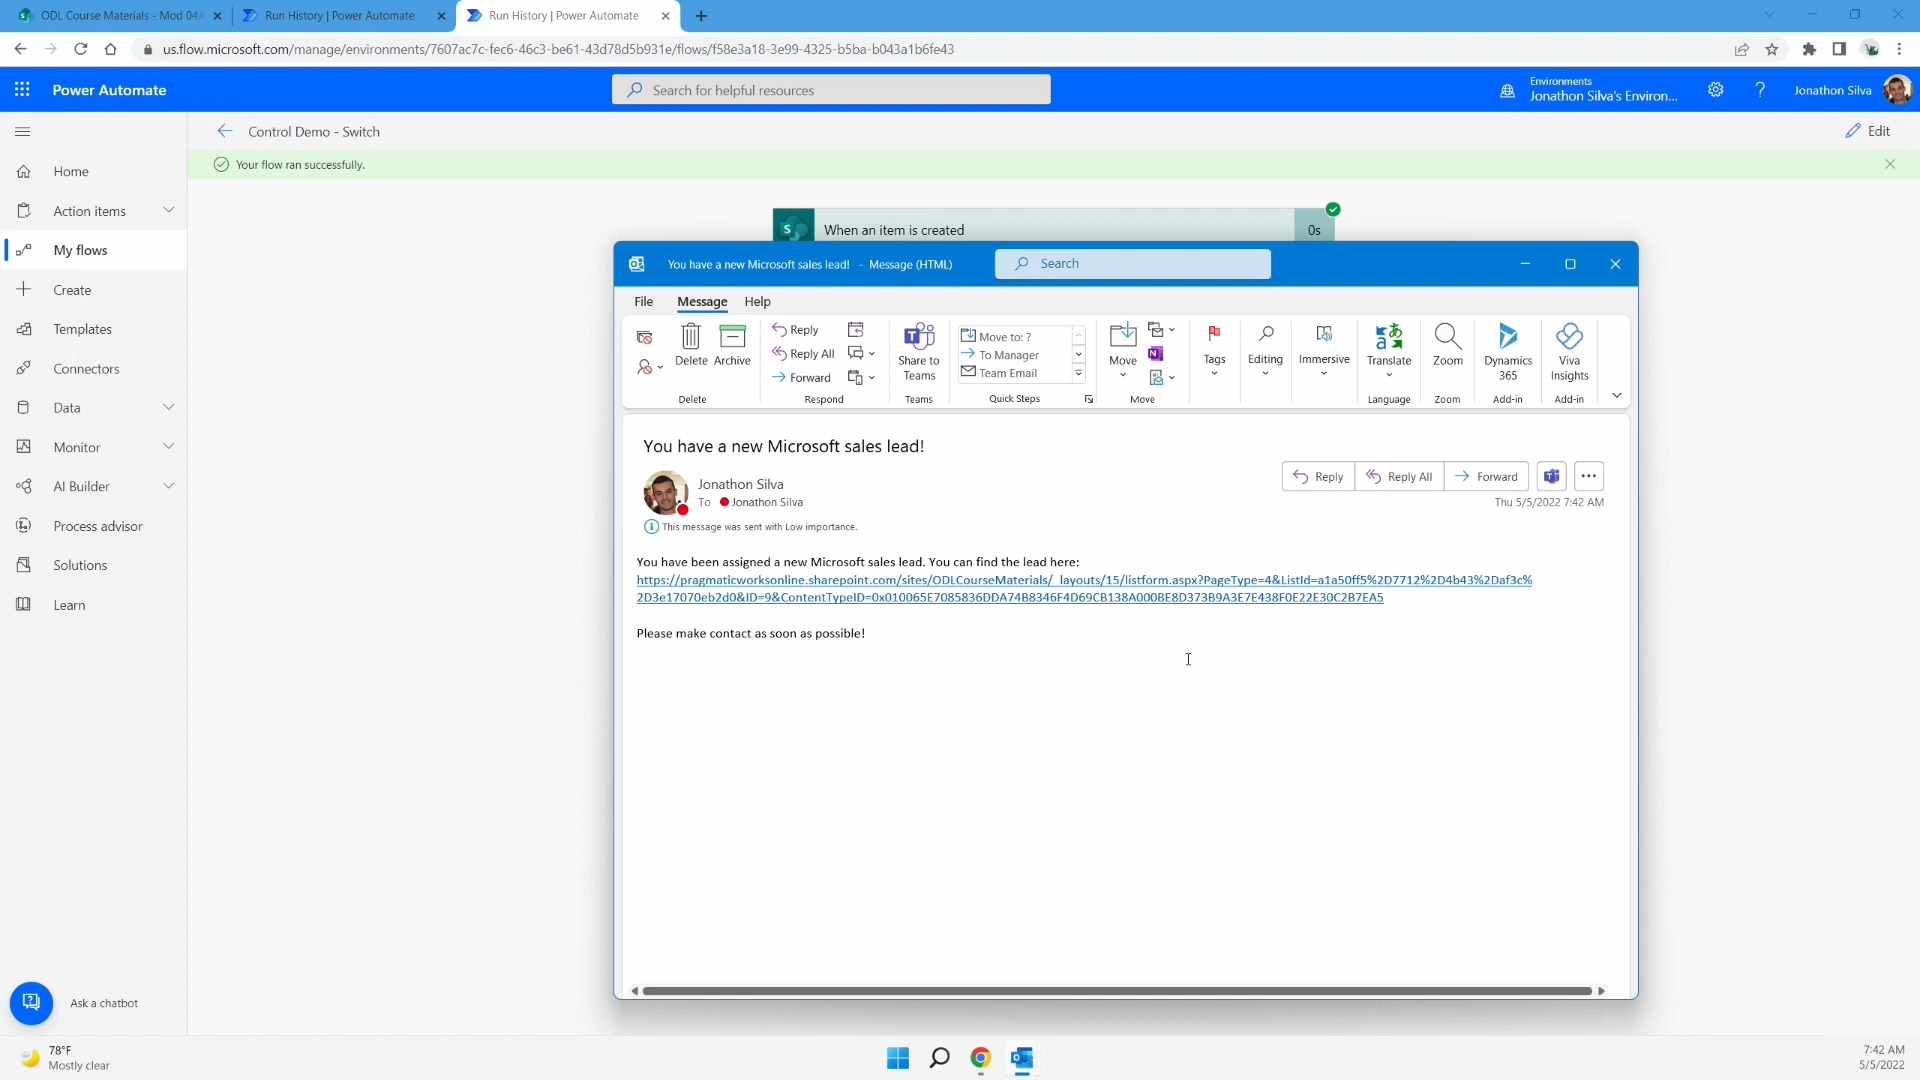 ODL Course Materials - Mod 04A
Run History | Power Automate
Run History | Power Automate
us.flow.microsoft.com/manage/environments/7607ac7c-fec6-46c3-be61-43d78d5b931e/flows/f58e3a18-3e99-4325-b5ba-b043a1b6fe43
Power Automate
Search for helpful resources
Environments
Jonathon Silva's Environ...
Jonathon Silva
Control Demo - Switch
Edit
Your flow ran successfully.
Home
Action items
My flows
Create
Templates
Connectors
Data
Monitor
AI Builder
Process advisor
Solutions
Learn
Ask a chatbot
When an item is created
0s
You have a new Microsoft sales lead! - Message (HTML)
Search
File
Message
Help
Delete
Archive
Delete
Reply
Reply All
Forward
Respond
Share to
Teams
Teams
Move to: ?
To Manager
Team Email
Quick Steps
Move
Move
Tags
Editing
Immersive
Translate
Language
Zoom
Zoom
Dynamics
365
Add-in
Viva
Insights
Add-in
You have a new Microsoft sales lead!
Jonathon Silva
To Jonathon Silva
Reply
Reply All
Forward
Thu 5/5/2022 7:42 AM
This message was sent with Low importance.
You have been assigned a new Microsoft sales lead. You can find the lead here:
https://pragmaticworksonline.sharepoint.com/sites/ODLCourseMaterials/_layouts/15/listform.aspx?PageType=4&ListId=a1a50ff5%2D7712%2D4b43%2Daf3c%
2D3e17070eb2d0&ID=9&ContentTypeID=0x010065E7085836DDA74B8346F4D69CB138A000BE8D373B9A3E7E438F0E22E30C2B7EA5
Please make contact as soon as possible!
78°F
Mostly clear
7:42 AM
5/5/2022